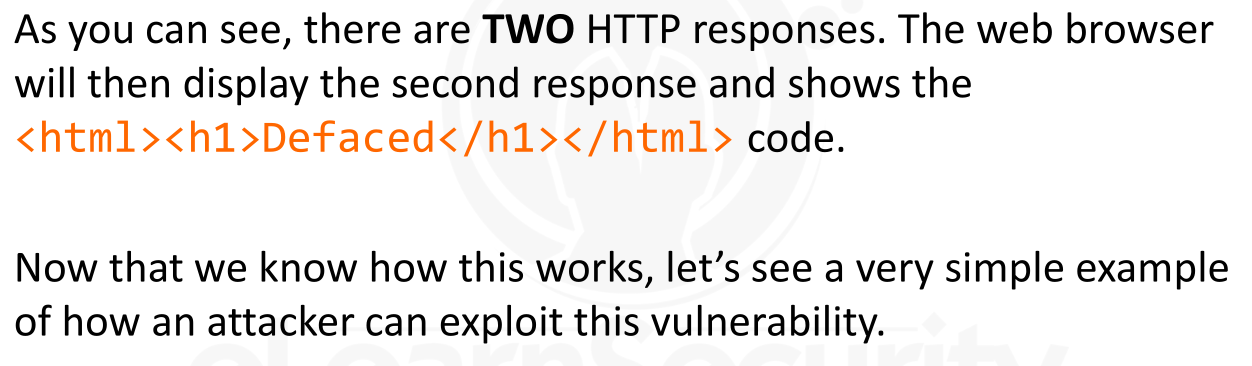 As you can see, there are TWO HTTP responses. The web browser
will then display the second response and shows the
<html><h1>Defaced</h1></html> code.
Now that we know how this works, let’s see a very simple example
of how an attacker can exploit this vulnerability.
eLearnSecurity